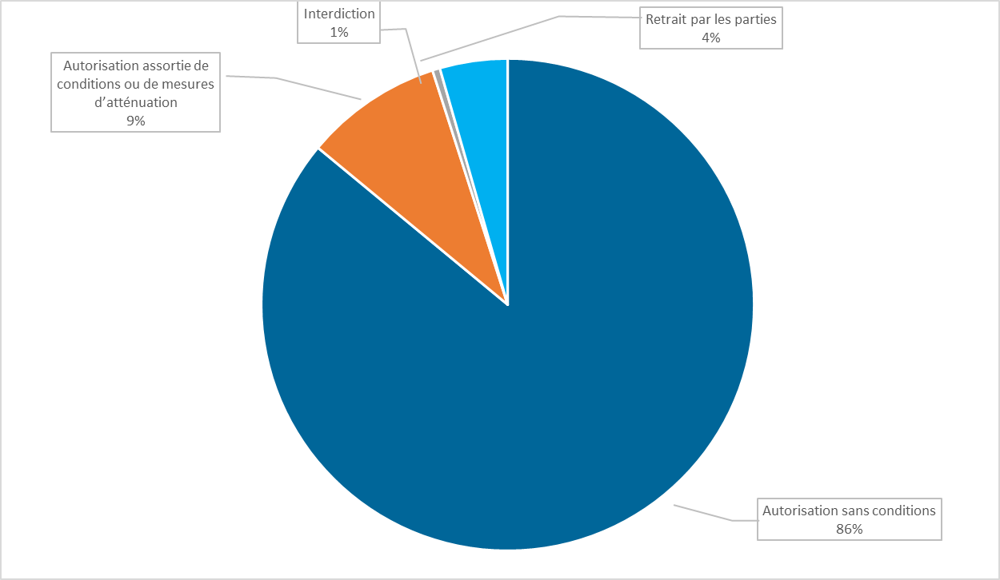 Interdiction
1%
Retrait par les parties
4%
Autorisation assortie de
conditions ou de mesures
d’atténuation
9%
Autorisation sans conditions
86%